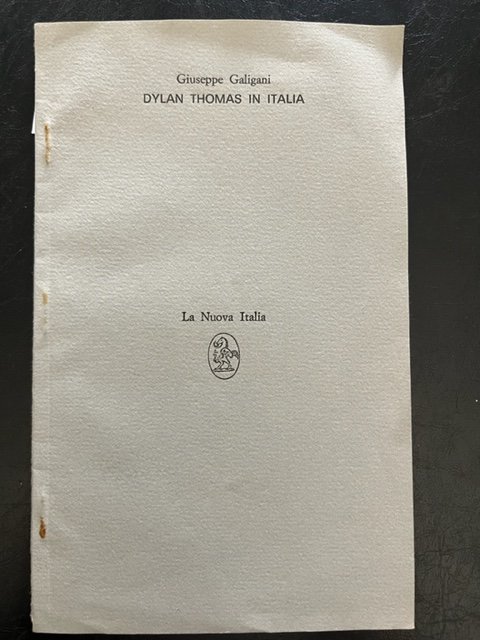 Giuseppe Galigani
DYLAN THOMAS IN ITALIA
La Nuova Italia